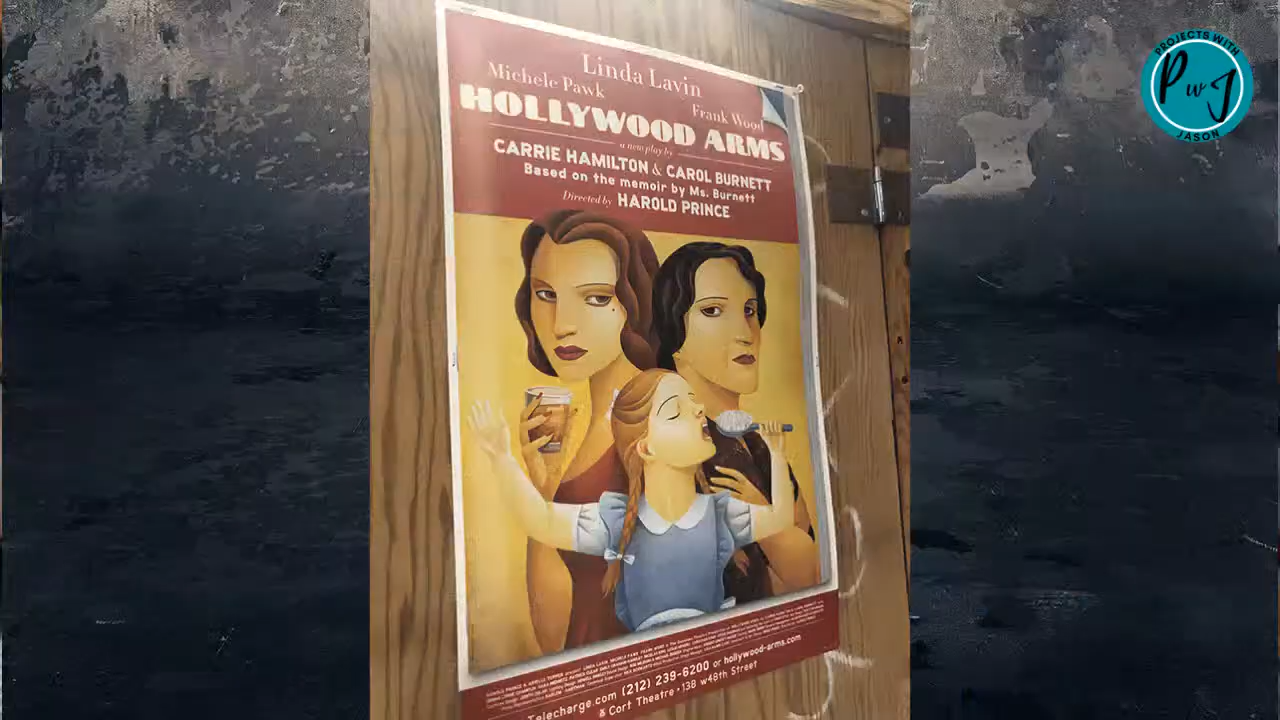 Linda Lavin
Michele Pawk
Frank Wood
HOLLYWOOD ARMS
a new play by
CARRIE HAMILTON & CAROL BURNETT
Based on the memoir by Ms. Burnett
Directed by HAROLD PRINCE
Telecharge.com (212) 239-6200 or hollywood-arms.com
Cort Theatre • 138 w48th Street
PROJECTS WITH
PwJ
JASON